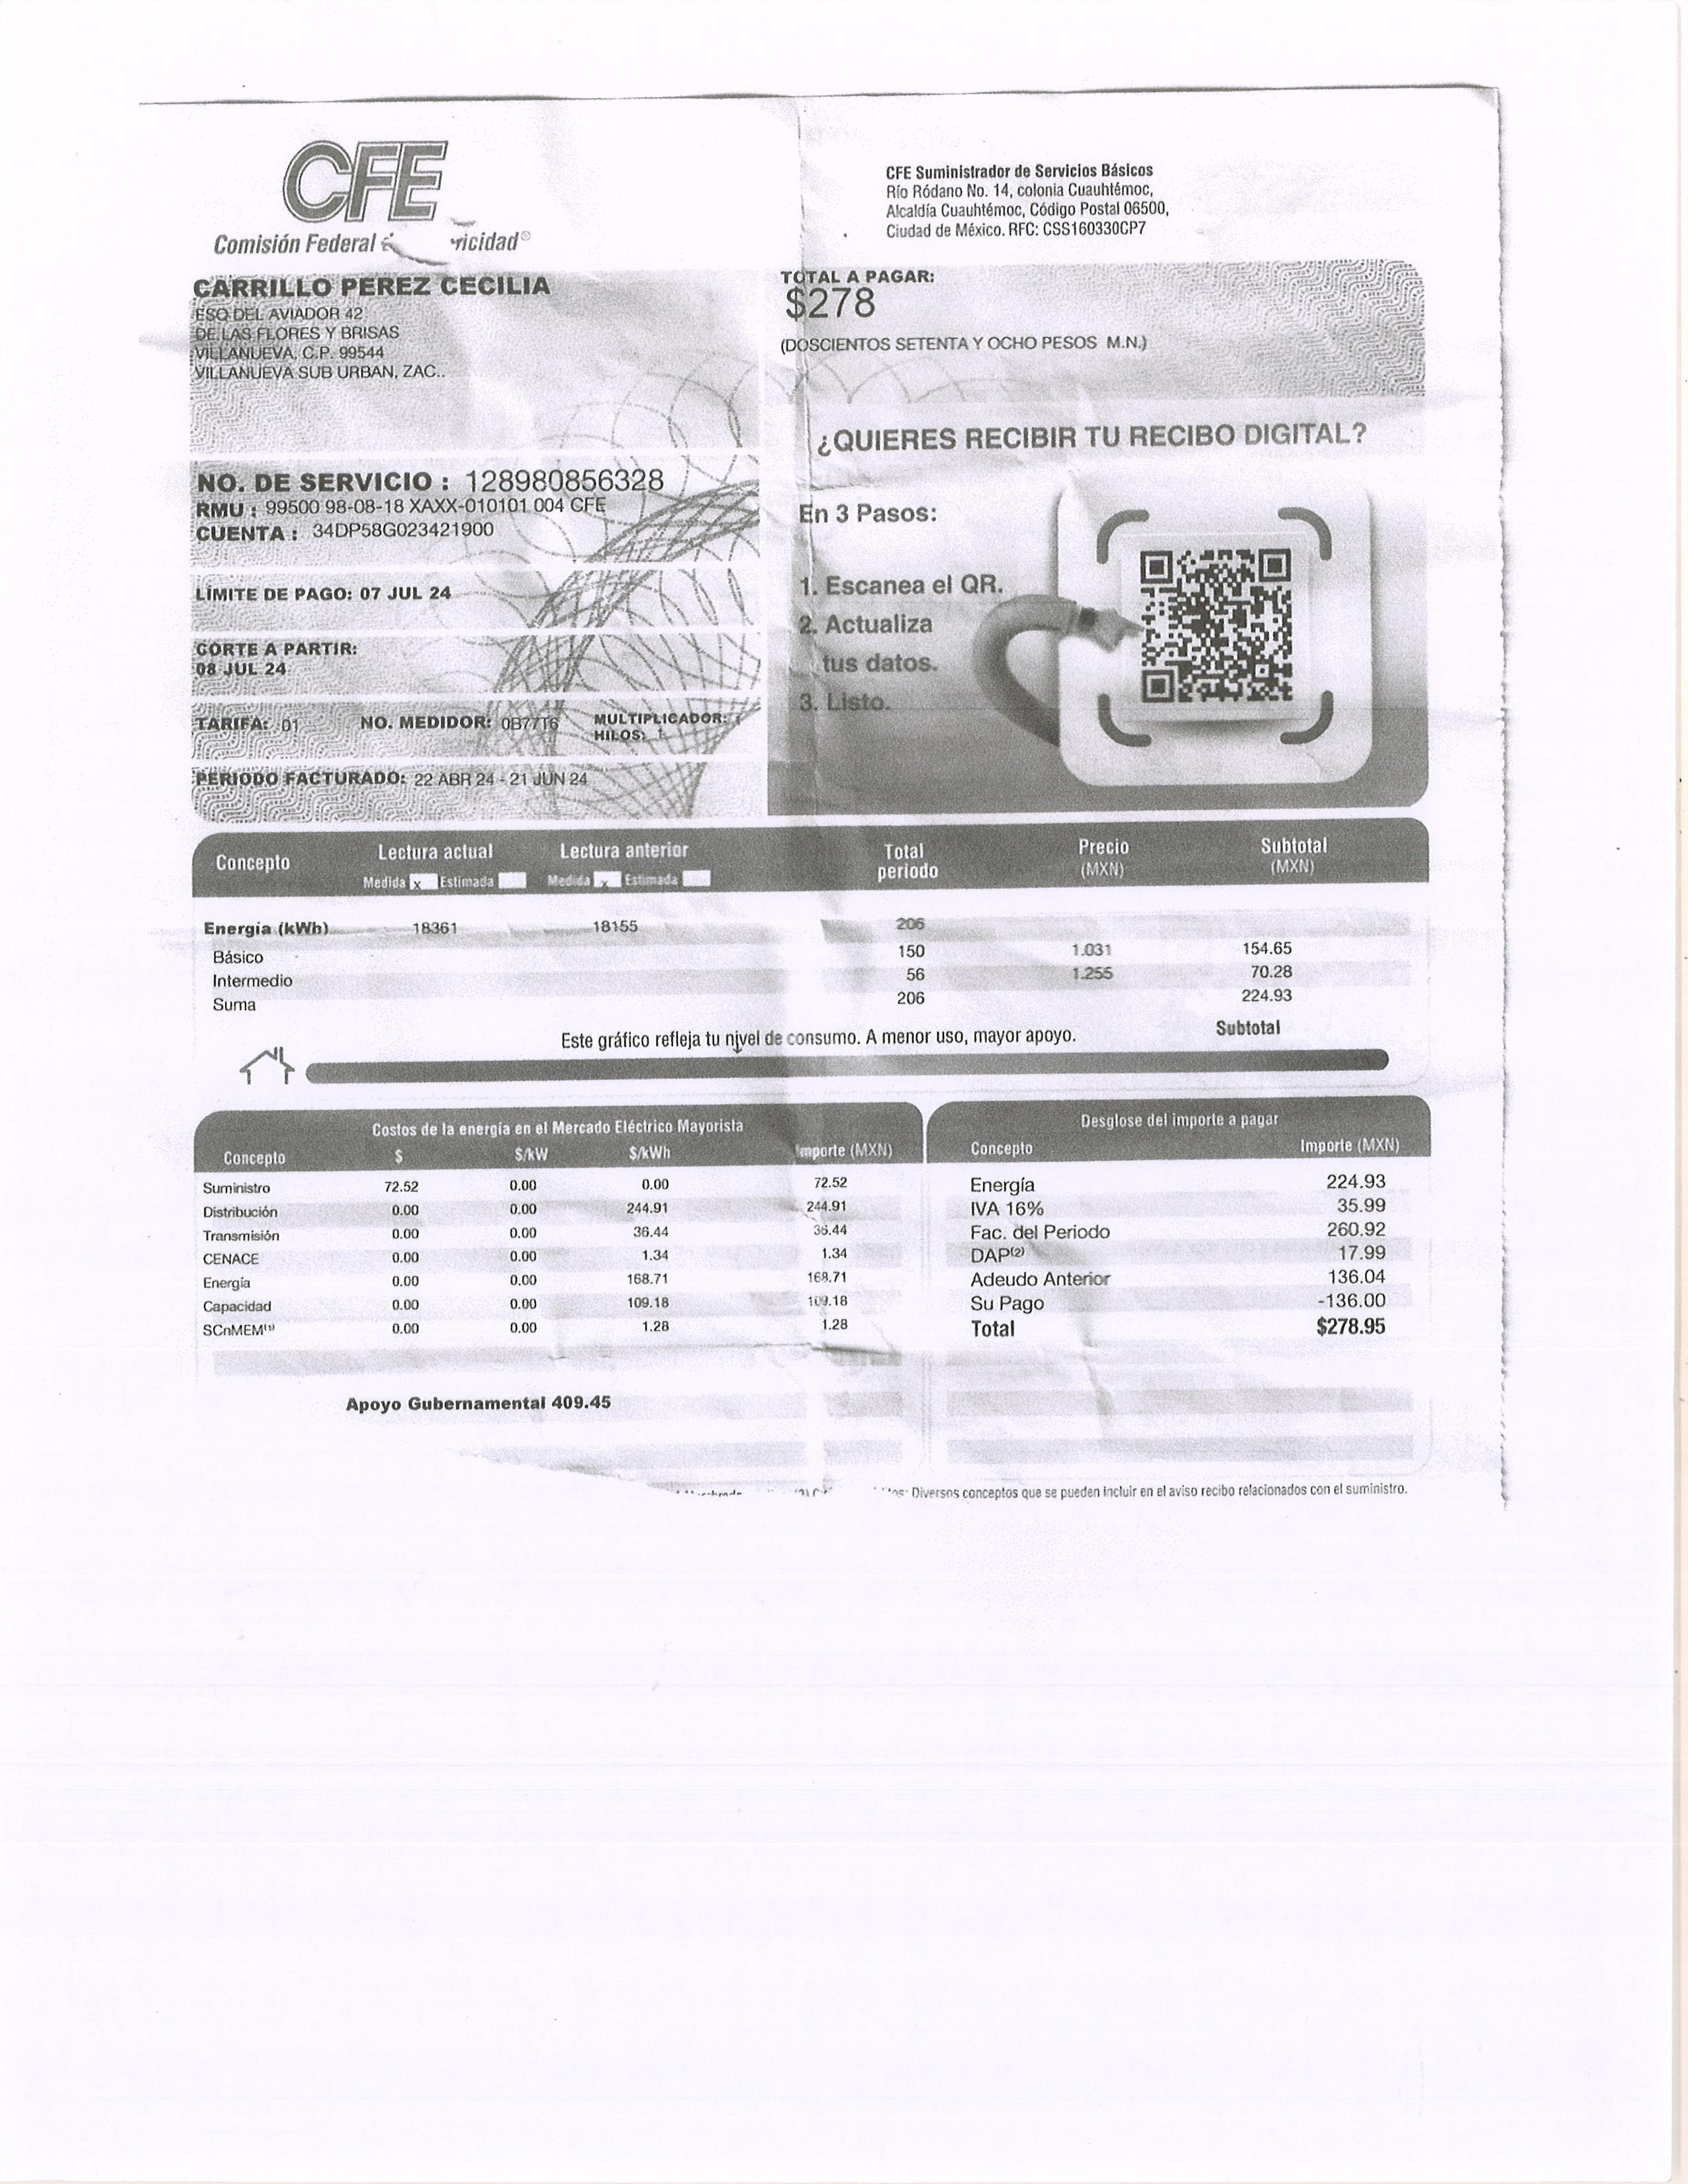 CFE
Comisión Federal
CFE Suministrador de Servicios Básicos
Río Ródano No. 14, colonia Cuauhtémoc,
Alcaldía Cuauhtémoc, Código Postal 06500,
Ciudad de México. RFC: CSS160330CP7
CARRILLO PEREZ CECILIA
ESQ DEL AVIADOR 42
DE LAS FLORES Y BRISAS
VILLANUEVA, C.P. 99544
VILLANUEVA SUB URBAN, ZAC..
TOTAL A PAGAR:
$278
(DOSCIENTOS SETENTA Y OCHO PESOS M.N.)
NO. DE SERVICIO : 128980856328
RMU : 99500 98-08-18 XAXX-010101 004 CFE
CUENTA : 34DP58G023421900
LÍMITE DE PAGO: 07 JUL 24
CORTE A PARTIR:
08 JUL 24
TARIFA: 01 NO. MEDIDOR: 0B77T6 MULTIPLICADOR: 1
HILOS: 1
PERIODO FACTURADO: 22 ABR 24 - 21 JUN 24
¿QUIERES RECIBIR TU RECIBO DIGITAL?
En 3 Pasos:
1. Escanea el QR.
2. Actualiza
tus datos.
3. Listo.
Concepto Lectura actual Lectura anterior Total periodo Precio (MXN) Subtotal (MXN)
Medida x Estimada Medida x Estimada
Energía (kWh) 18361 18155 206
Básico 150 1.031 154.65
Intermedio 56 1.255 70.28
Suma 206 224.93
Este gráfico refleja tu nivel de consumo. A menor uso, mayor apoyo. Subtotal
Costos de la energía en el Mercado Eléctrico Mayorista
Concepto $ $/kW $/kWh Importe (MXN)
Suministro 72.52 0.00 0.00 72.52
Distribución 0.00 0.00 244.91 244.91
Transmisión 0.00 0.00 36.44 36.44
CENACE 0.00 0.00 1.34 1.34
Energía 0.00 0.00 168.71 168.71
Capacidad 0.00 0.00 109.18 109.18
SCnMEM(1) 0.00 0.00 1.28 1.28
Apoyo Gubernamental 409.45
Desglose del importe a pagar
Concepto Importe (MXN)
Energía 224.93
IVA 16% 35.99
Fac. del Periodo 260.92
DAP(2) 17.99
Adeudo Anterior 136.04
Su Pago -136.00
Total $278.95
Diversos conceptos que se pueden incluir en el aviso recibo relacionados con el suministro.